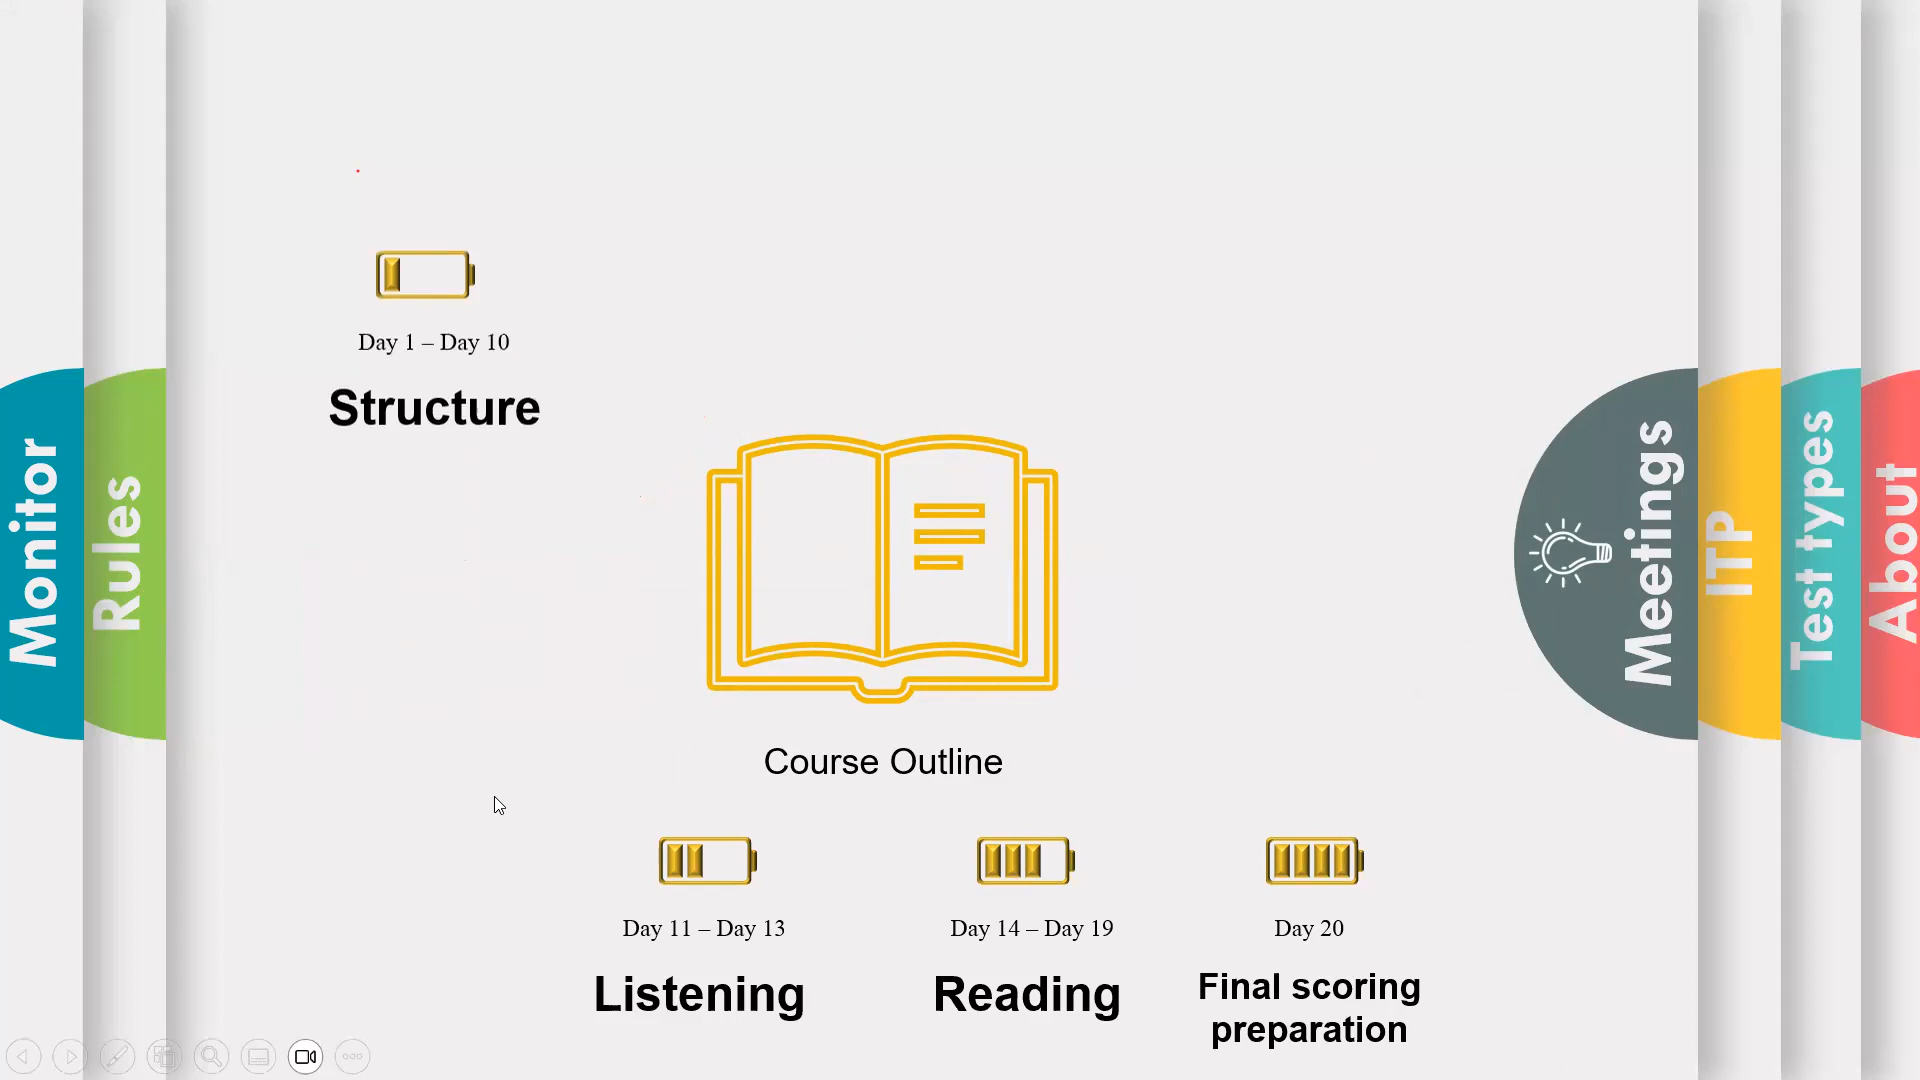 Monitor
Rules
Day 1 – Day 10
Structure
Course Outline
Day 11 – Day 13
Listening
Day 14 – Day 19
Reading
Day 20
Final scoring
preparation
Meetings
ITP
Test types
About